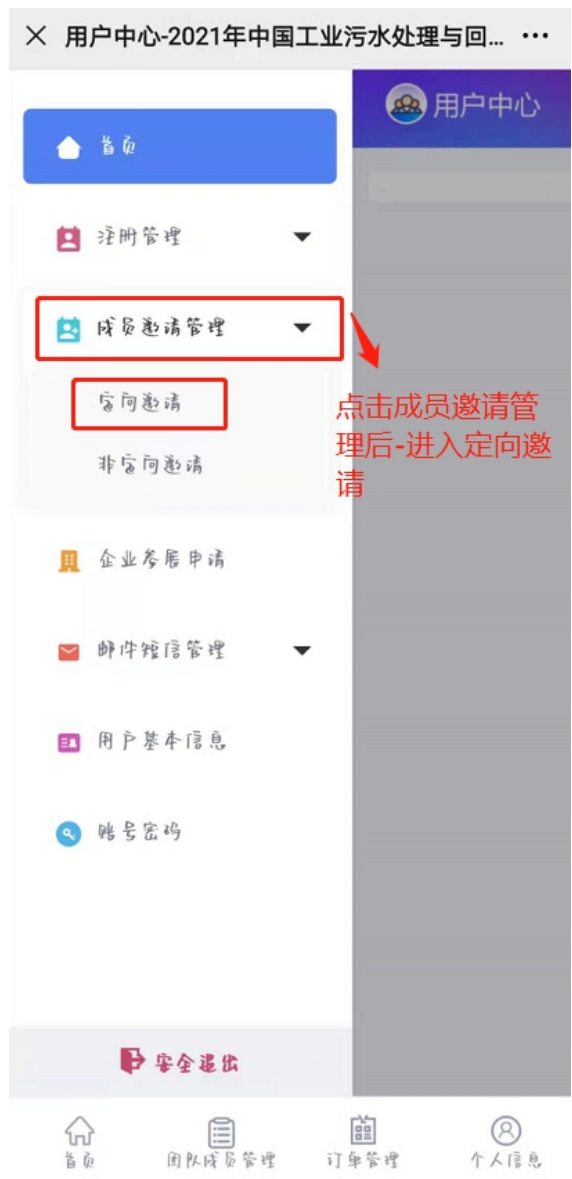 用户中心-2021年中国工业污水处理与回...
用户中心
首页
注册管理
成员邀请管理
定向邀请
点击成员邀请管
理后-进入定向邀
请
非定向邀请
企业参展申请
邮件短信管理
用户基本信息
账号密码
安全退出
首页
团队成员管理
订单管理
个人信息